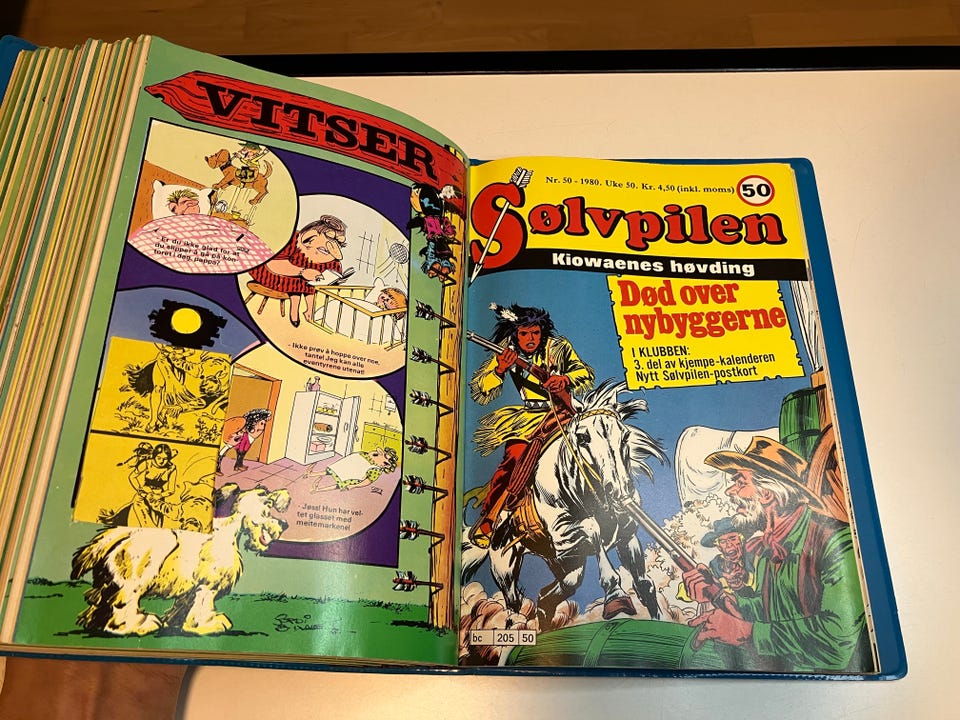 VITSER
Er du ikke glad for at
du slipper å gå på kon-
toret i dag, pappa?
- Ikke prøv å hoppe over noe,
tante! Jeg kan alle
eventyrene utenat!
- Jøss! Hun har vel-
tet glasset med
meitemarkene!
Nr. 50 - 1980. Uke 50. Kr. 4,50 (inkl. moms)
50
Sølvpilen
Kiowaenes høvding
Død over
nybyggerne
I KLUBBEN:
3. del av kjempe-kalenderen
Nytt Sølvpilen-postkort
bc 205 50